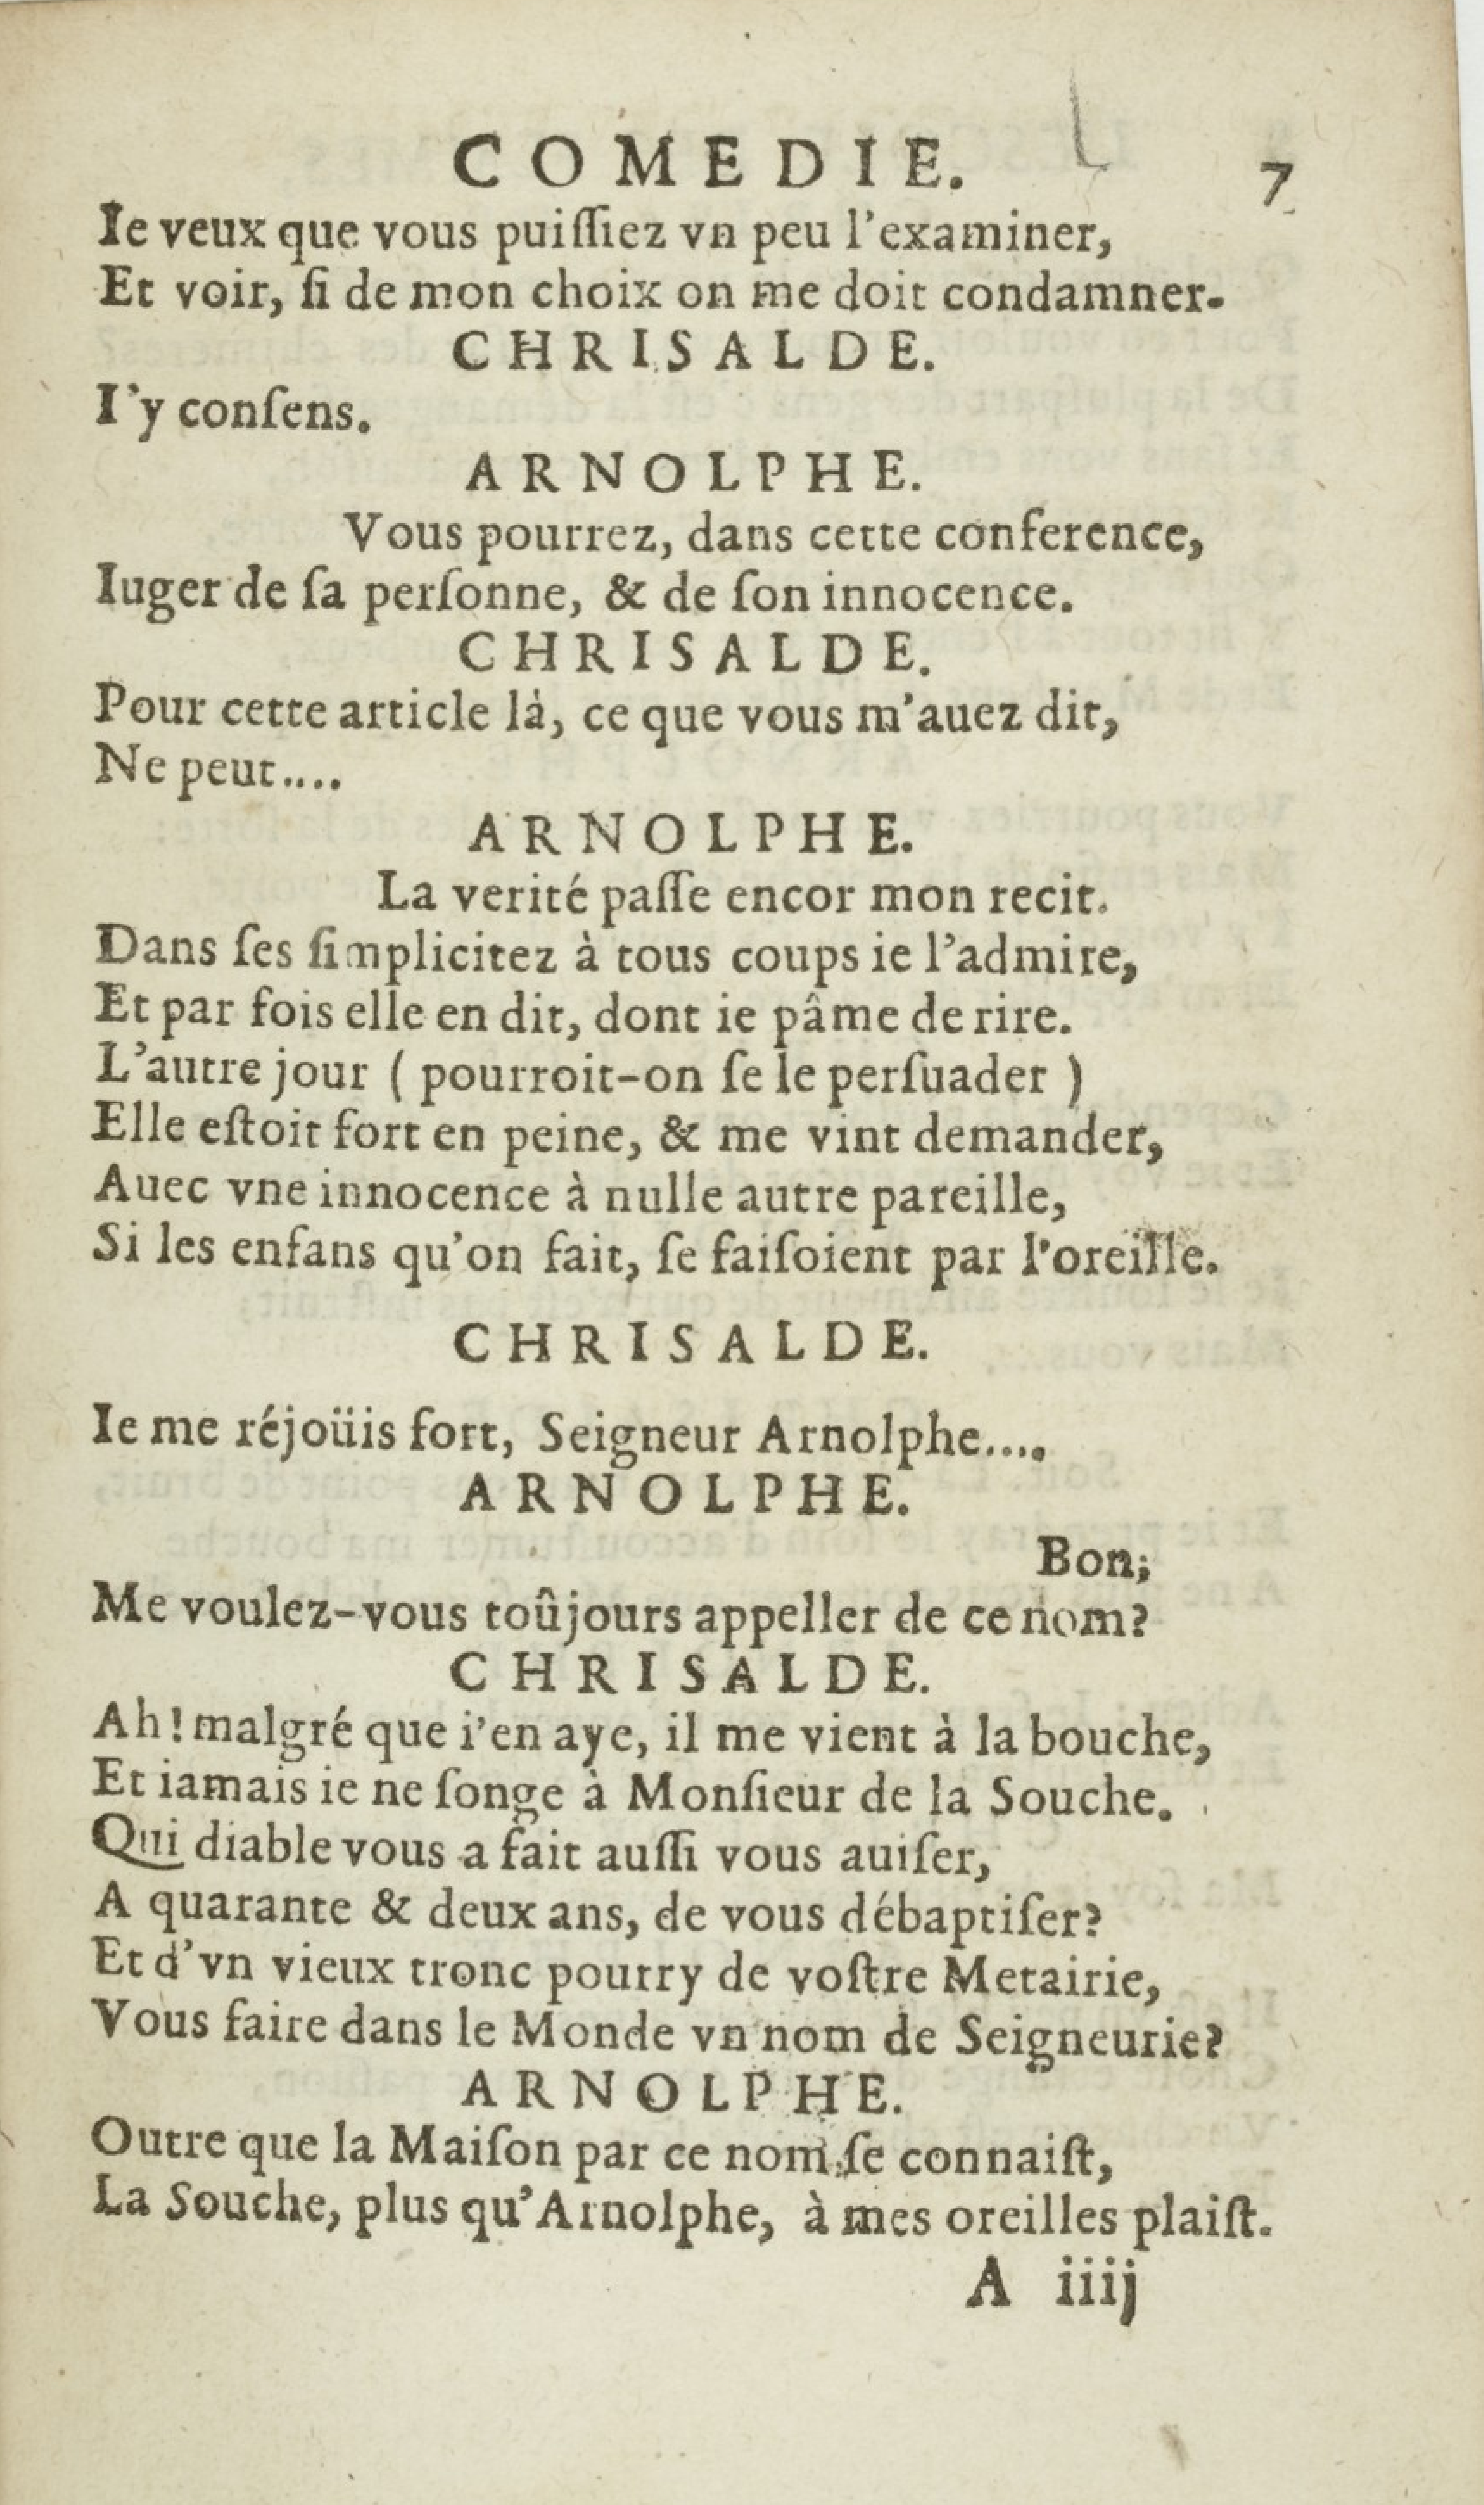 COMEDIE. 7
Ie veux que vous puiſſiez vn peu l'examiner,
Et voir, ſi de mon choix on me doit condamner.
CHRISALDE.
I'y conſens.
ARNOLPHE.
Vous pourrez, dans cette conference,
Iuger de ſa perſonne, & de ſon innocence.
CHRISALDE.
Pour cette article là, ce que vous m'auez dit,
Ne peut....
ARNOLPHE.
La verité paſſe encor mon recit.
Dans ſes ſimplicitez à tous coups ie l'admire,
Et par fois elle en dit, dont ie pâme de rire.
L'autre jour ( pourroit-on ſe le perſuader )
Elle eſtoit fort en peine, & me vint demander,
Auec vne innocence à nulle autre pareille,
Si les enfans qu'on fait, ſe faiſoient par l'oreille.
CHRISALDE.
Ie me réjoüis fort, Seigneur Arnolphe....
ARNOLPHE.
Bon;
Me voulez-vous toûjours appeller de ce nom?
CHRISALDE.
Ah! malgré que i'en aye, il me vient à la bouche,
Et iamais ie ne ſonge à Monſieur de la Souche.
Qui diable vous a fait auſſi vous auiſer,
A quarante & deux ans, de vous débaptiſer?
Et d'vn vieux tronc pourry de voſtre Metairie,
Vous faire dans le Monde vn nom de Seigneurie?
ARNOLPHE.
Outre que la Maiſon par ce nom ſe connaiſt,
La Souche, plus qu'Arnolphe, à mes oreilles plaiſt.
A iiij